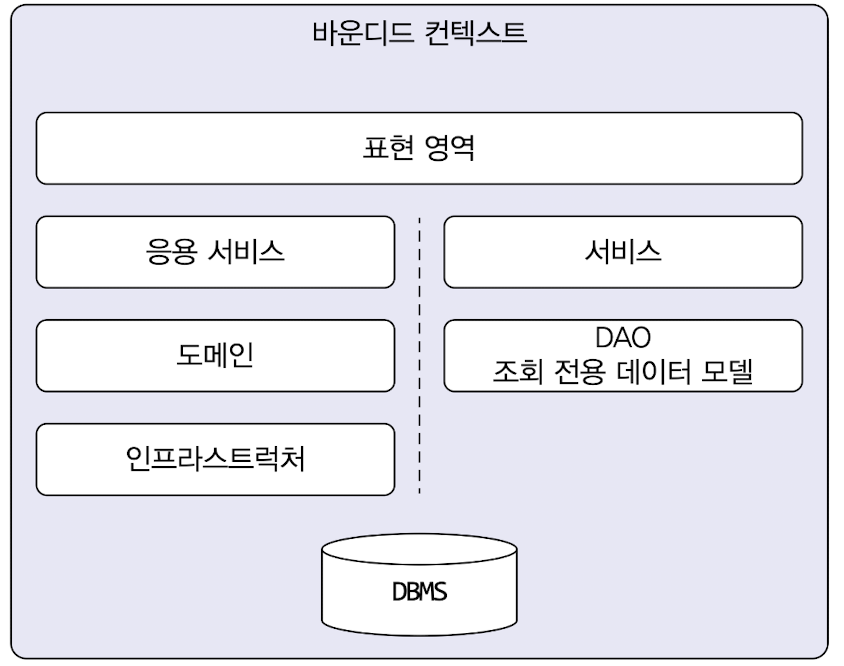 바운디드 컨텍스트
표현 영역
응용 서비스
서비스
도메인
DAO
조회 전용 데이터 모델
인프라스트럭처
DBMS